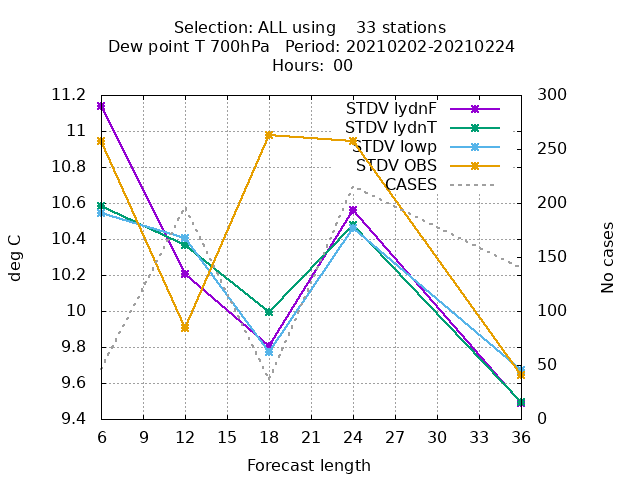 Selection: ALL using    33 stations
Dew point T 700hPa   Period: 20210202-20210224
Hours:  00
STDV lydnF
STDV lydnT
STDV lowp
STDV OBS
CASES
deg C
11.2
11
10.8
10.6
10.4
10.2
10
9.8
9.6
9.4
300
250
200
150
100
50
0
No cases
6 9 12 15 18 21 24 27 30 33 36
Forecast length